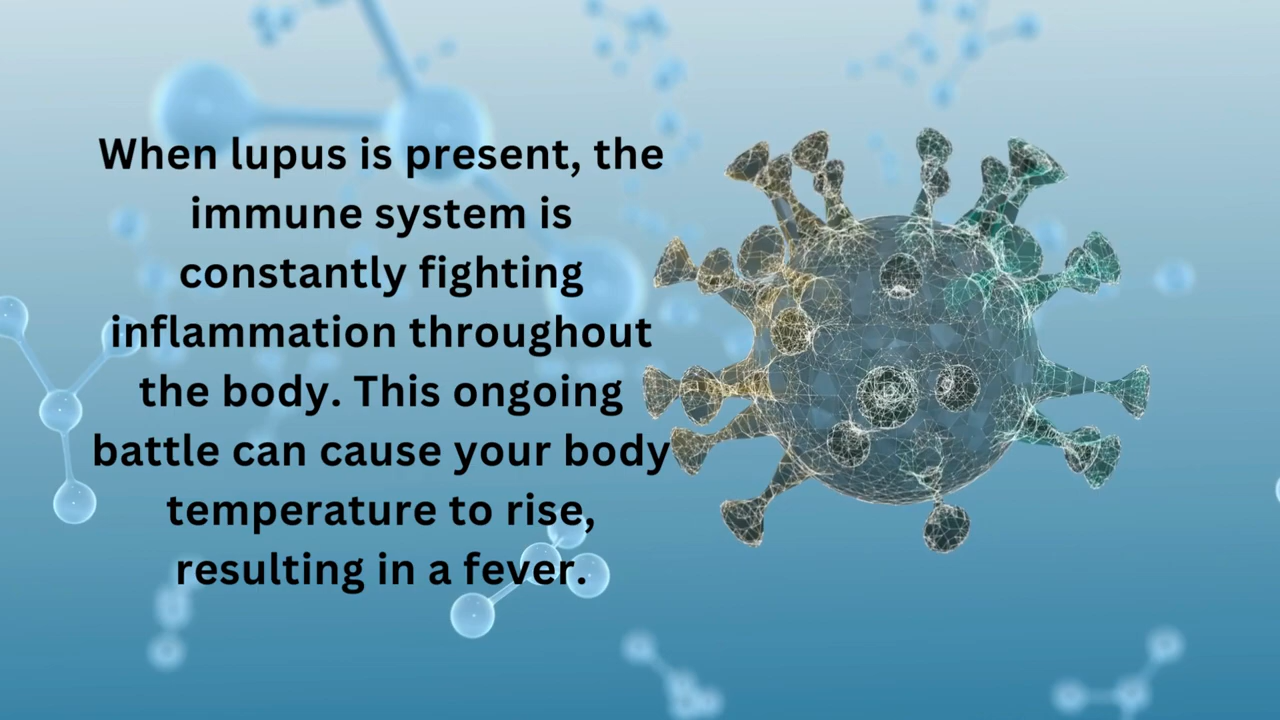 When lupus is present, the
immune system is
constantly fighting
inflammation throughout
the body. This ongoing
battle can cause your body
temperature to rise,
resulting in a fever.